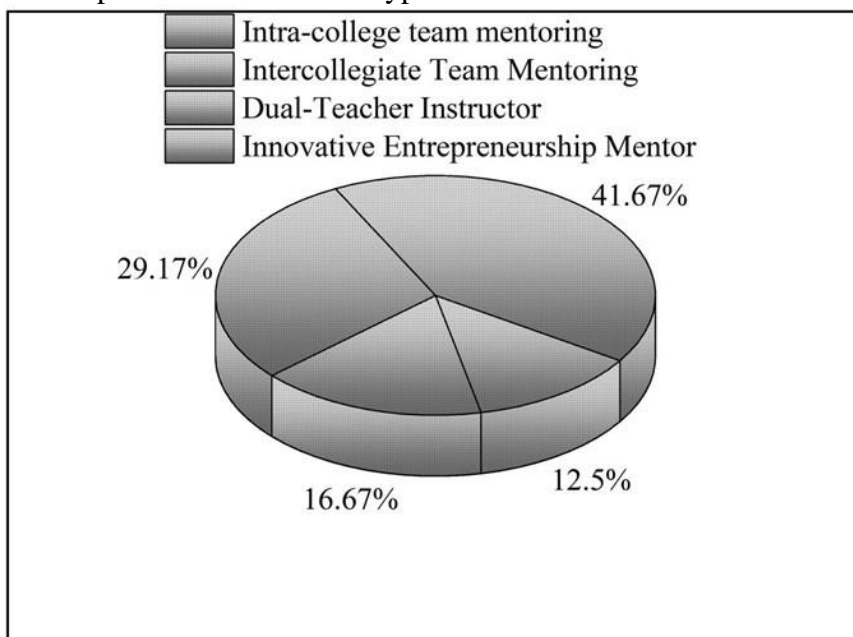 Intra-college team mentoring
Intercollegiate Team Mentoring
Dual-Teacher Instructor
Innovative Entrepreneurship Mentor
41.67%
29.17%
16.67%
12.5%